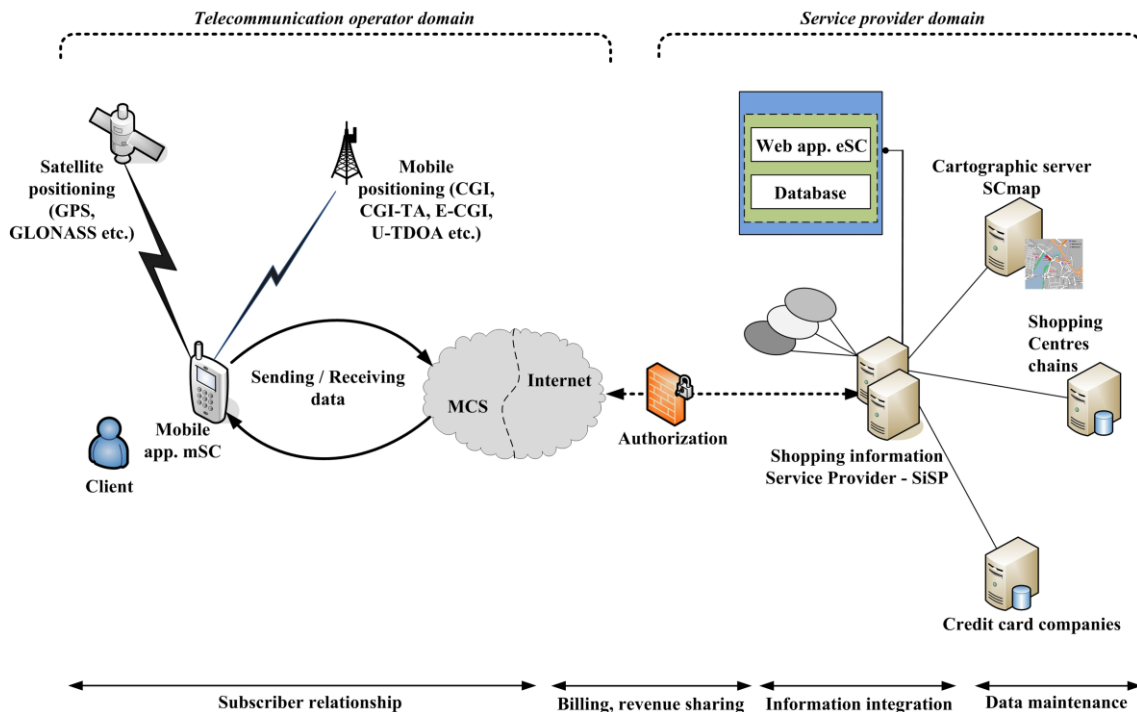 Telecommunication operator domain
Service provider domain
Satellite
positioning
(GPS,
GLONASS etc.)
Mobile
positioning (CGI,
CGI-TA, E-CGI,
U-TDOA etc.)
Web app. eSC
Database
Cartographic server
SCmap
Shopping
Centres
chains
Sending / Receiving
data
MCS
Internet
Authorization
Mobile
app. mSC
Client
Shopping information
Service Provider - SiSP
Credit card companies
Subscriber relationship
Billing, revenue sharing
Information integration
Data maintenance